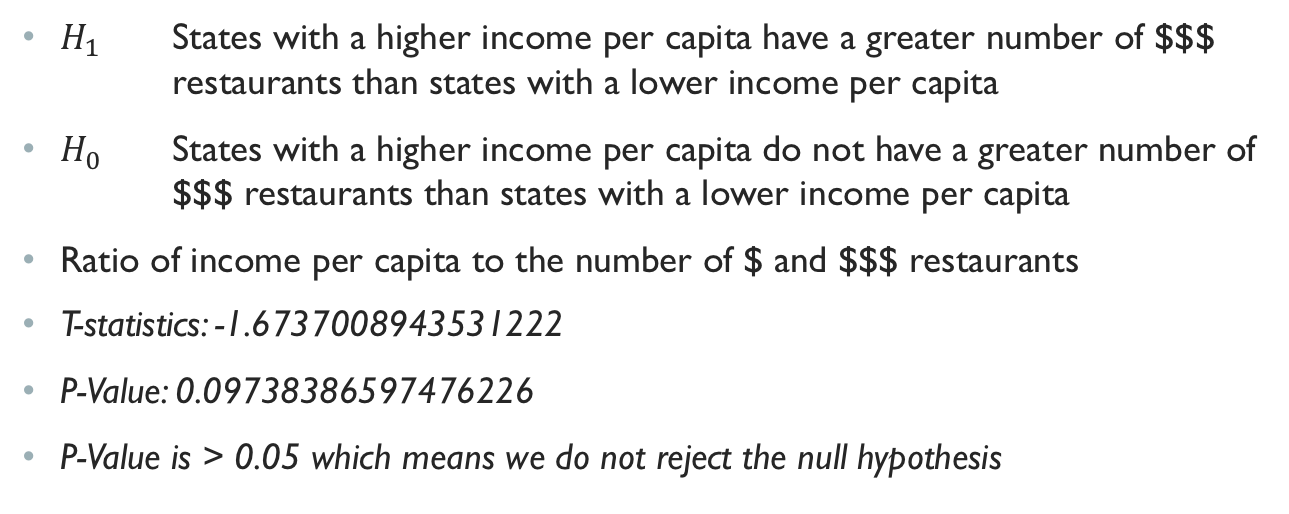 • H₁ States with a higher income per capita have a greater number of $$$
restaurants than states with a lower income per capita
• H₀ States with a higher income per capita do not have a greater number of
$$$ restaurants than states with a lower income per capita
• Ratio of income per capita to the number of $ and $$$ restaurants
• T-statistics: -1.6737008943531222
• P-Value: 0.09738386597476226
• P-Value is > 0.05 which means we do not reject the null hypothesis